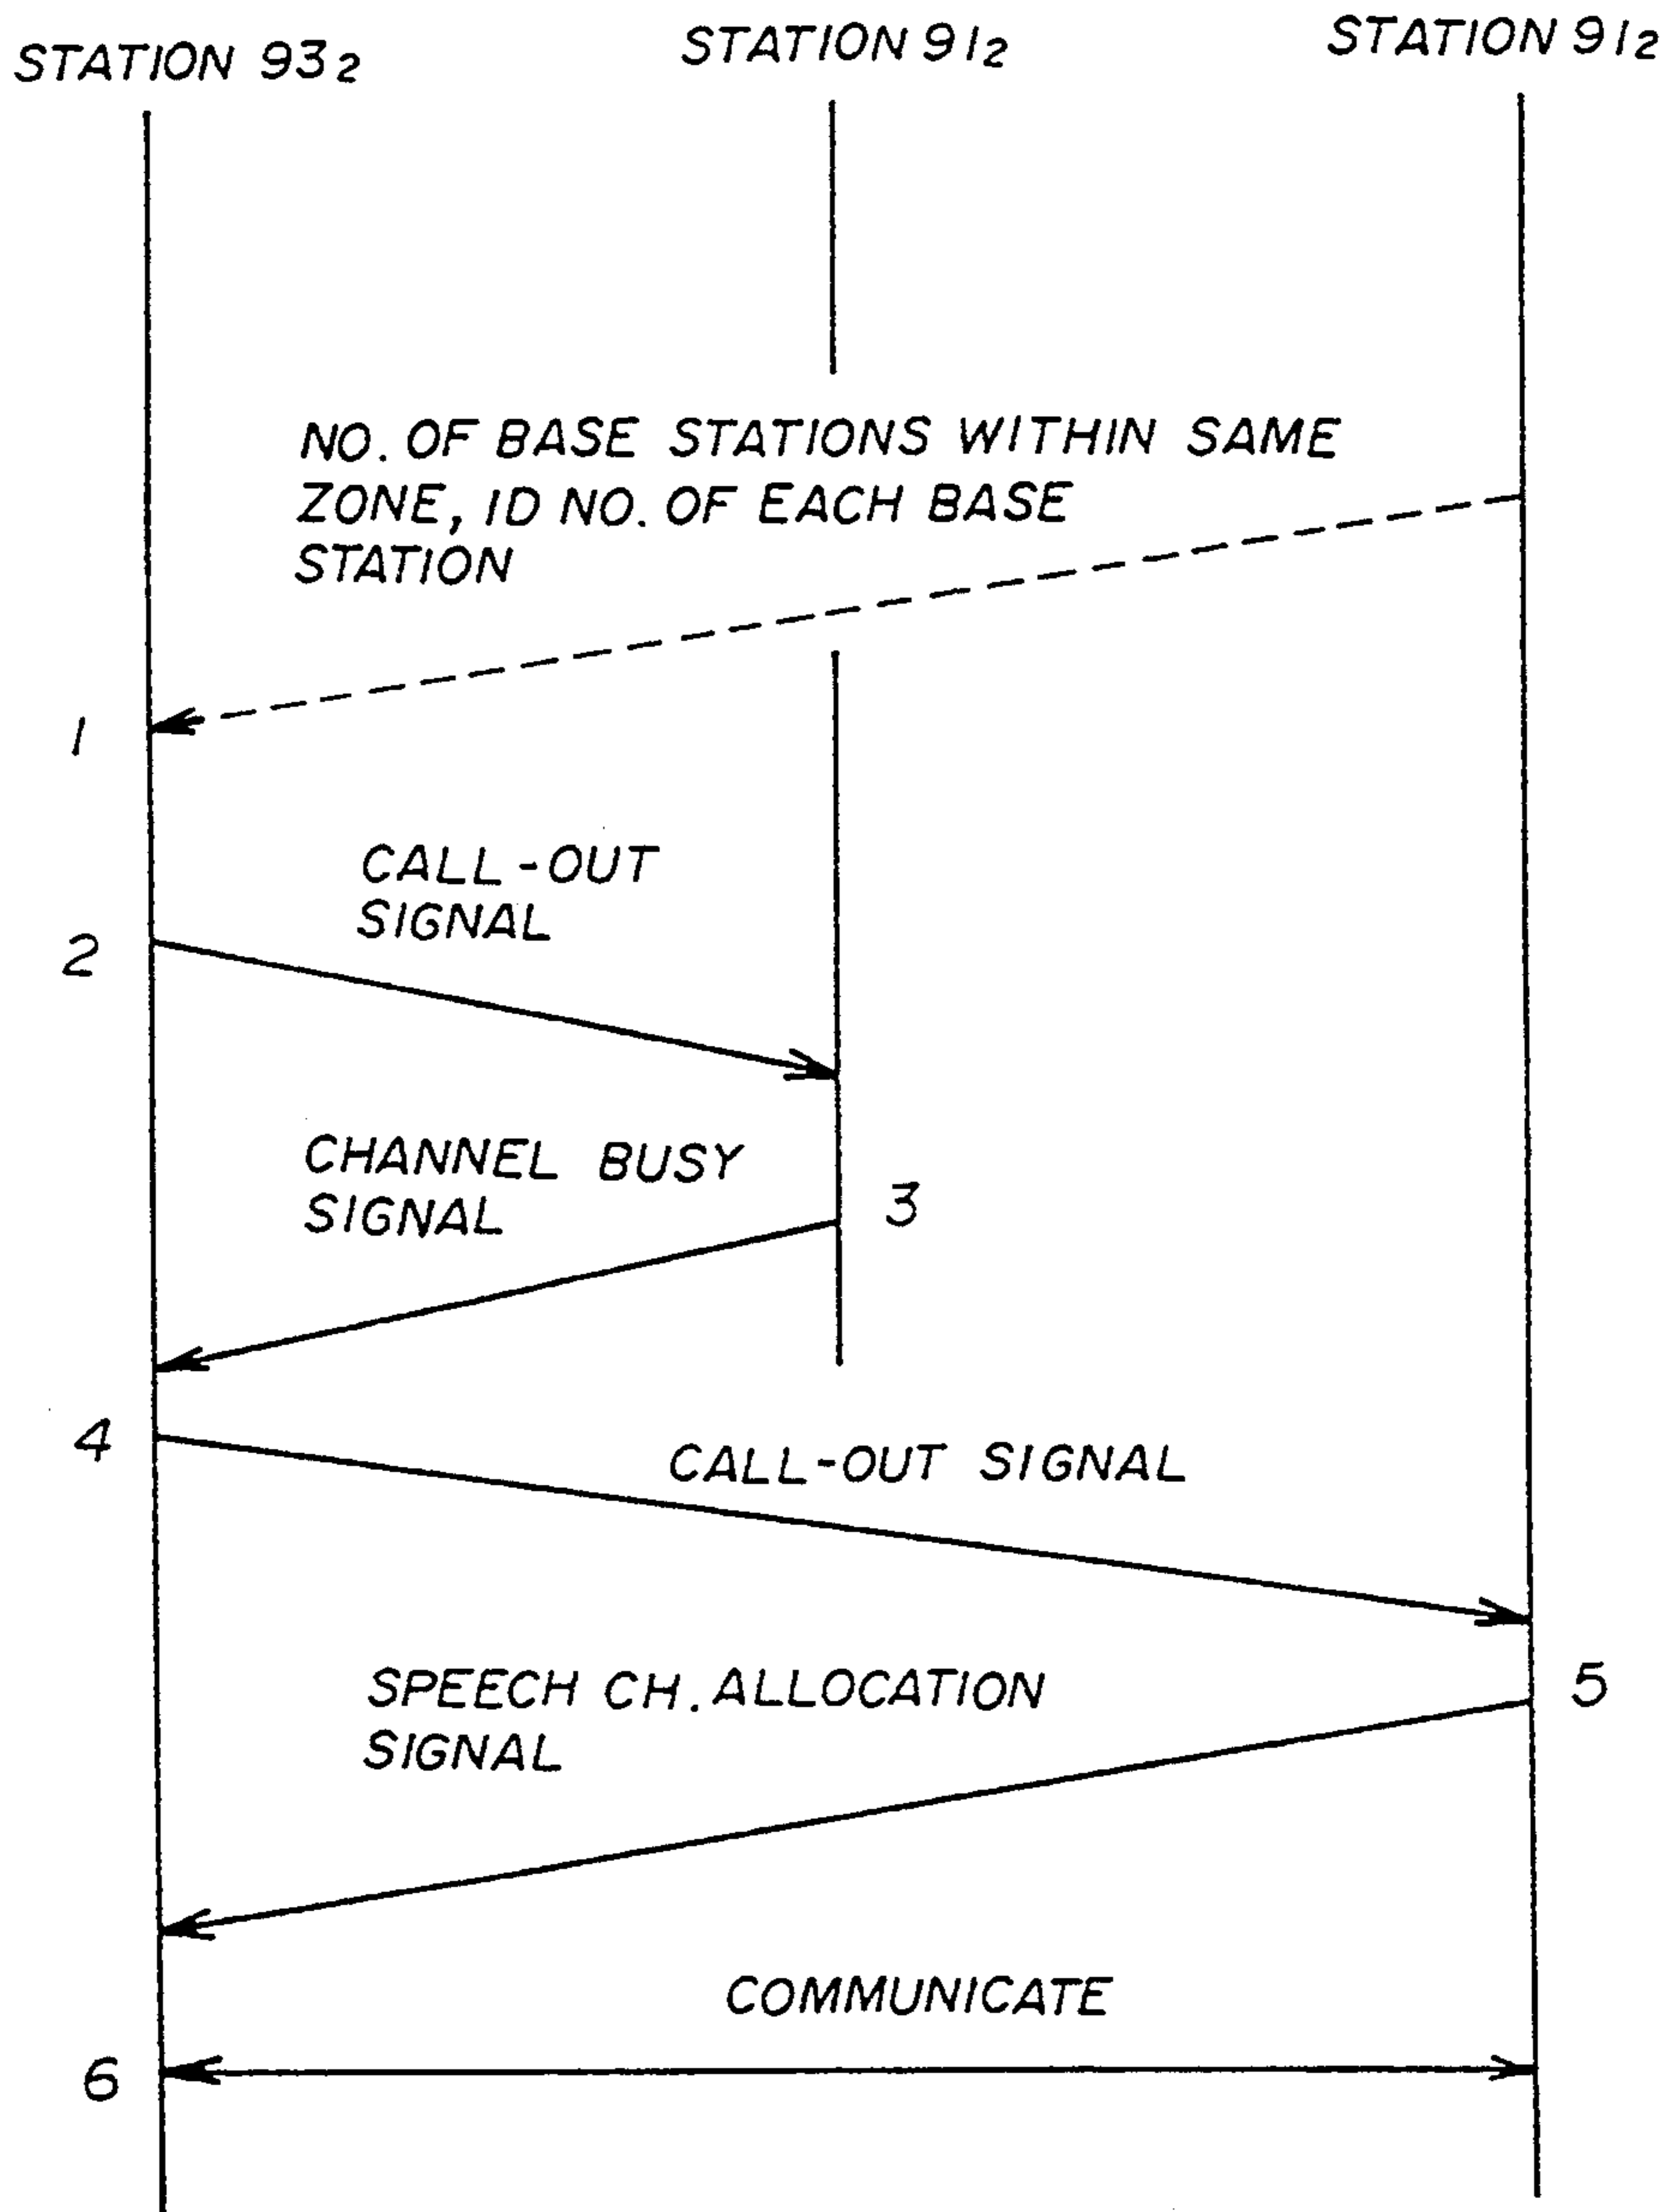 STATION 93₂
STATION 91₂
STATION 91₂
NO. OF BASE STATIONS WITHIN SAME
ZONE, ID NO. OF EACH BASE
STATION
1
CALL-OUT
SIGNAL
2
CHANNEL BUSY
SIGNAL
3
4
CALL-OUT SIGNAL
SPEECH CH. ALLOCATION
SIGNAL
5
COMMUNICATE
6